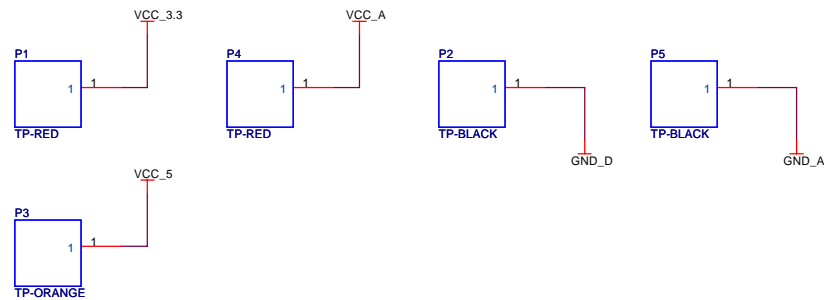 VCC_3.3
VCC_A
P1
P4
P2
P5
1 1
1 1
1 1
1 1
TP-RED
TP-RED
TP-BLACK
TP-BLACK
GND_D
GND_A
VCC_5
P3
1 1
TP-ORANGE